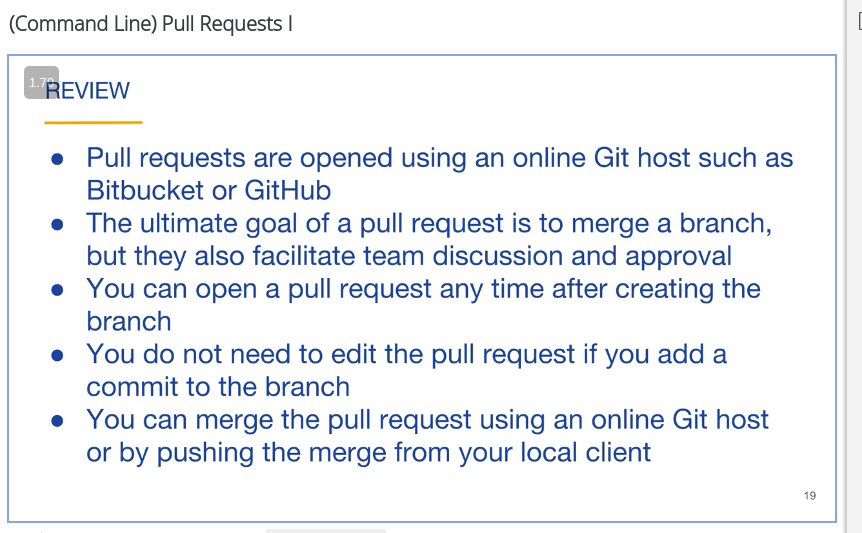 (Command Line) Pull Requests I
REVIEW
● Pull requests are opened using an online Git host such as
Bitbucket or GitHub
● The ultimate goal of a pull request is to merge a branch,
but they also facilitate team discussion and approval
● You can open a pull request any time after creating the
branch
● You do not need to edit the pull request if you add a
commit to the branch
● You can merge the pull request using an online Git host
or by pushing the merge from your local client
19